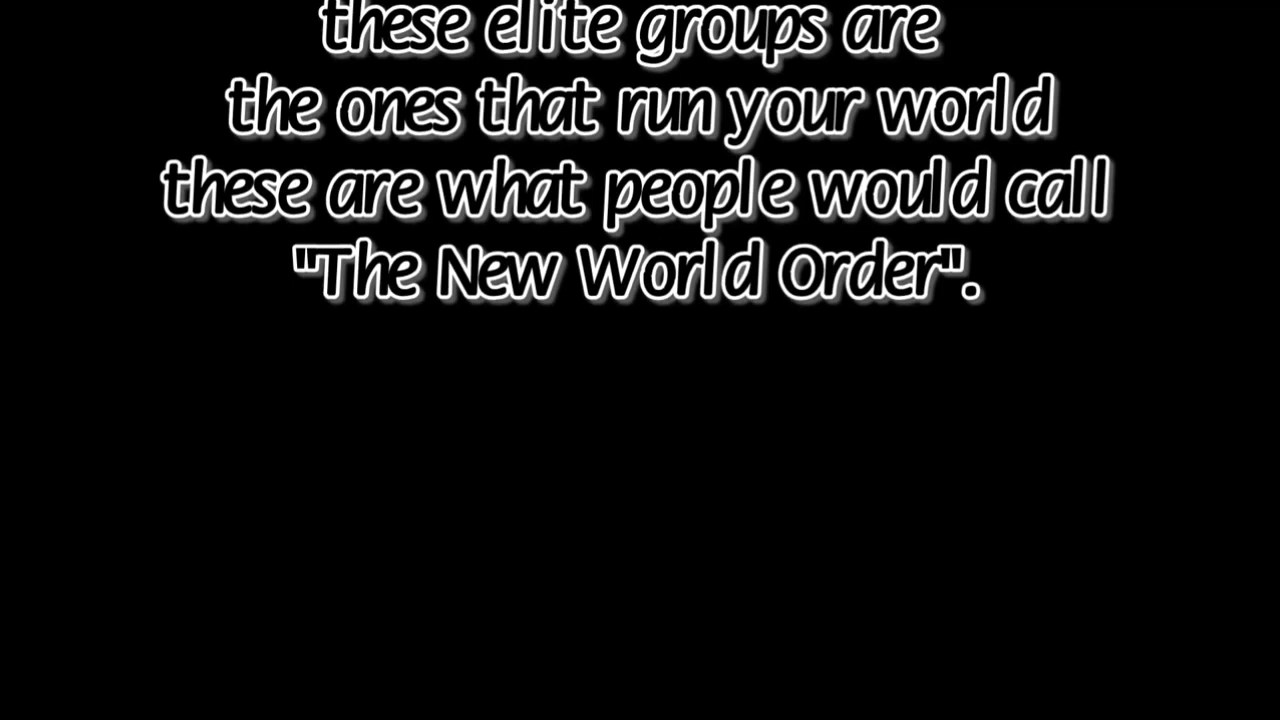 these elite groups are
the ones that run your world
these are what people would call
"The New World Order".